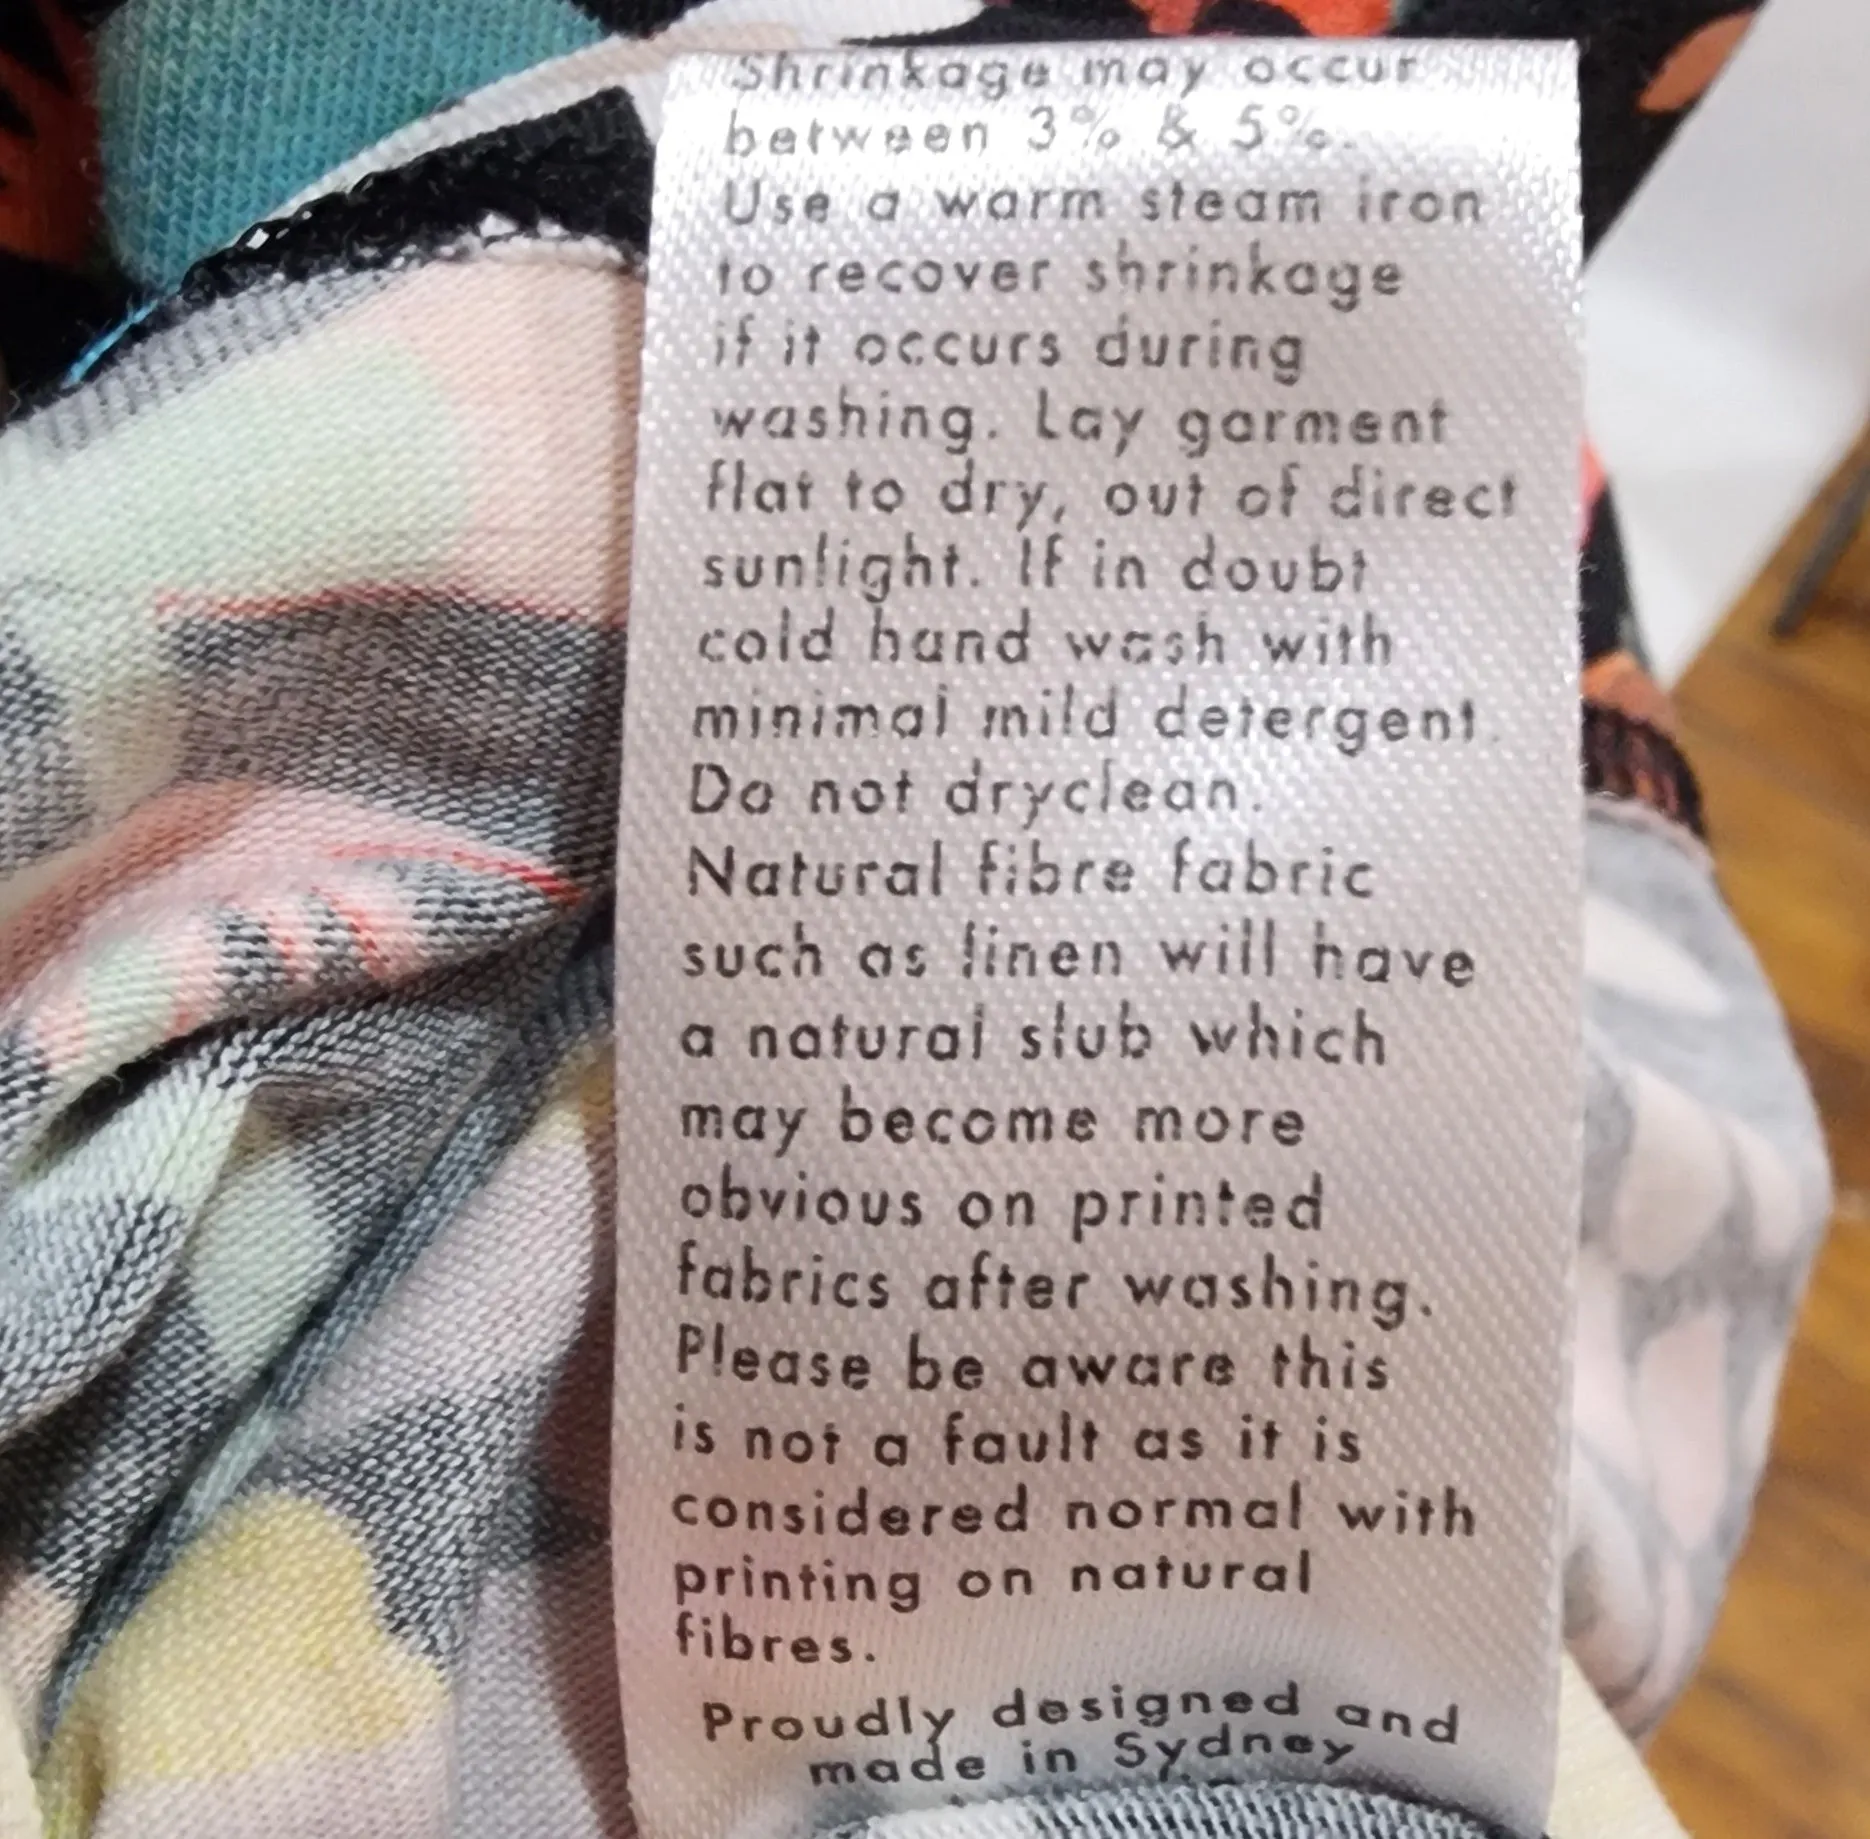 Shrinkage may occur
between 3% & 5%.
Use a warm steam iron
to recover shrinkage
if it occurs during
washing. Lay garment
flat to dry, out of direct
sunlight. If in doubt
cold hand wash with
minimal mild detergent.
Do not dryclean.
Natural fibre fabric
such as linen will have
a natural slub which
may become more
obvious on printed
fabrics after washing.
Please be aware this
is not a fault as it is
considered normal with
printing on natural
fibres.
Proudly designed and
made in Sydney